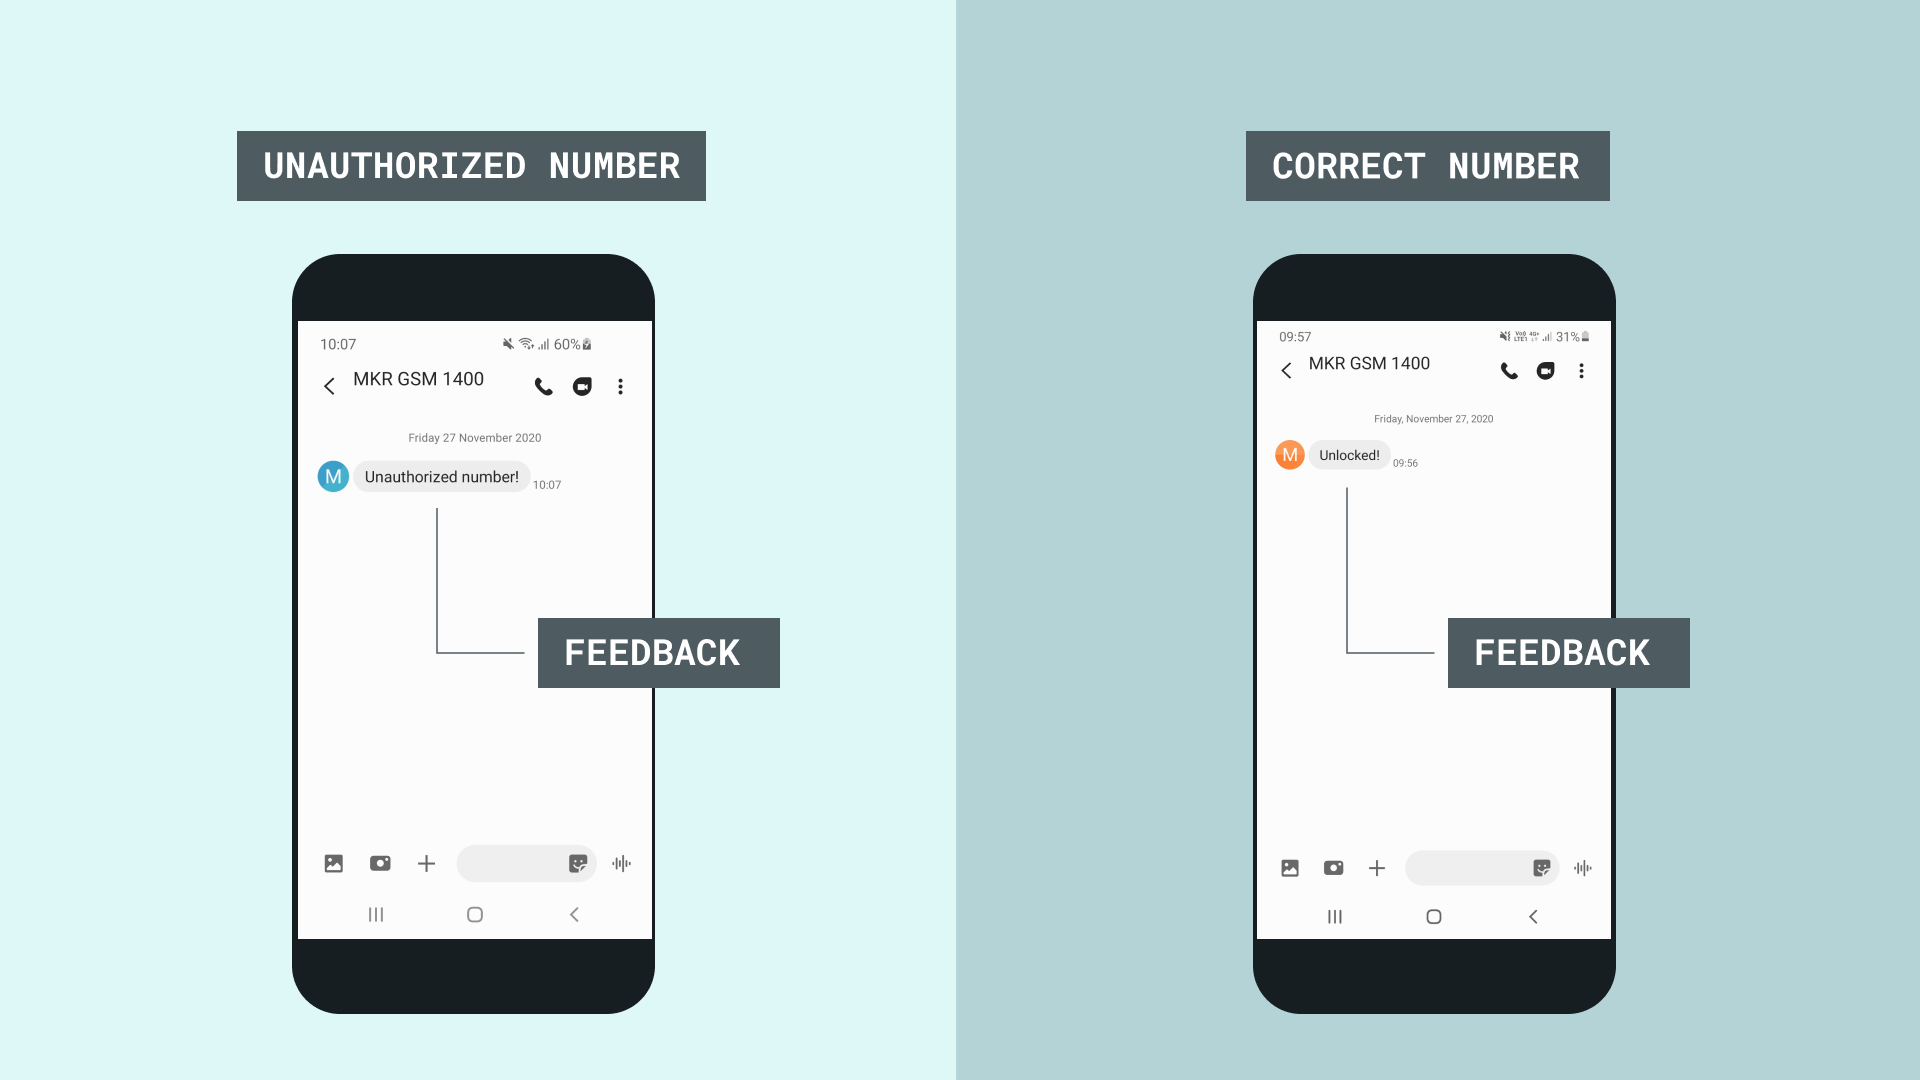 UNAUTHORIZED NUMBER
10:07
60%
MKR GSM 1400
Friday 27 November 2020
M
Unauthorized number!
10:07
FEEDBACK
CORRECT NUMBER
09:57
31%
MKR GSM 1400
Friday, November 27, 2020
M
Unlocked!
09:56
FEEDBACK